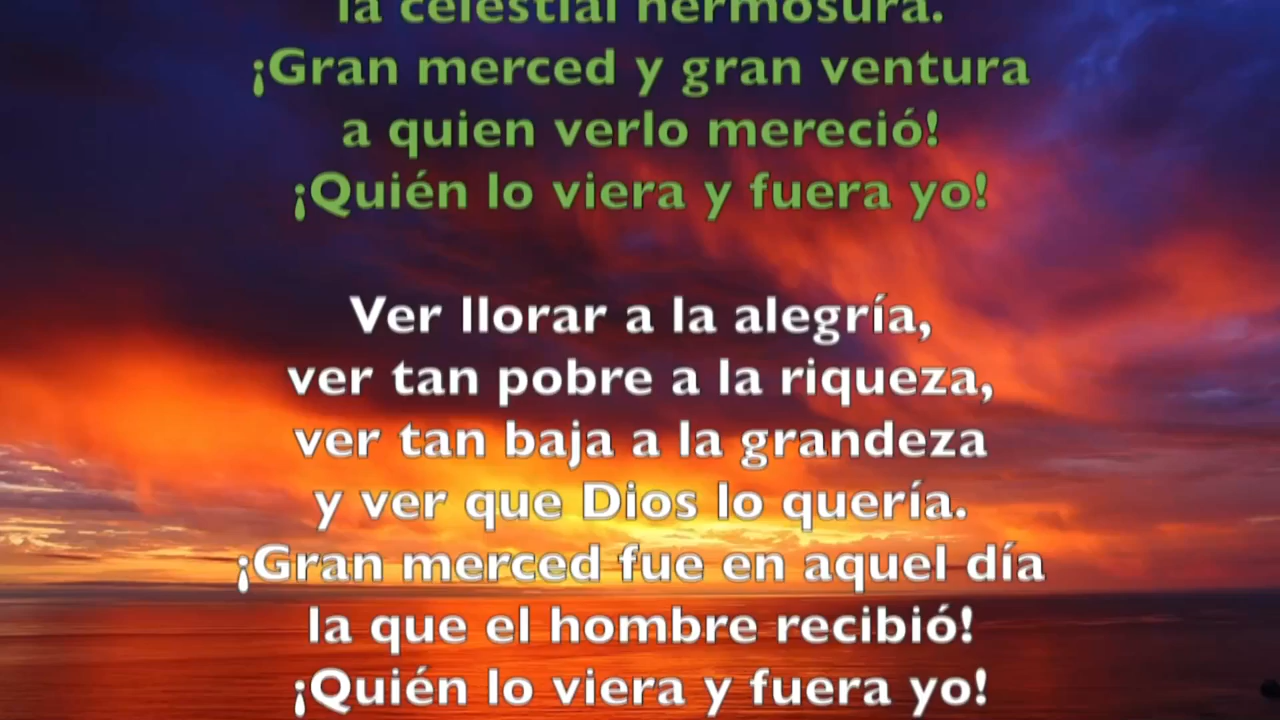 la celestial hermosura.
¡Gran merced y gran ventura
a quien verlo mereció!
¡Quién lo viera y fuera yo!
Ver llorar a la alegría,
ver tan pobre a la riqueza,
ver tan baja a la grandeza
y ver que Dios lo quería.
¡Gran merced fue en aquel día
la que el hombre recibió!
¡Quién lo viera y fuera yo!